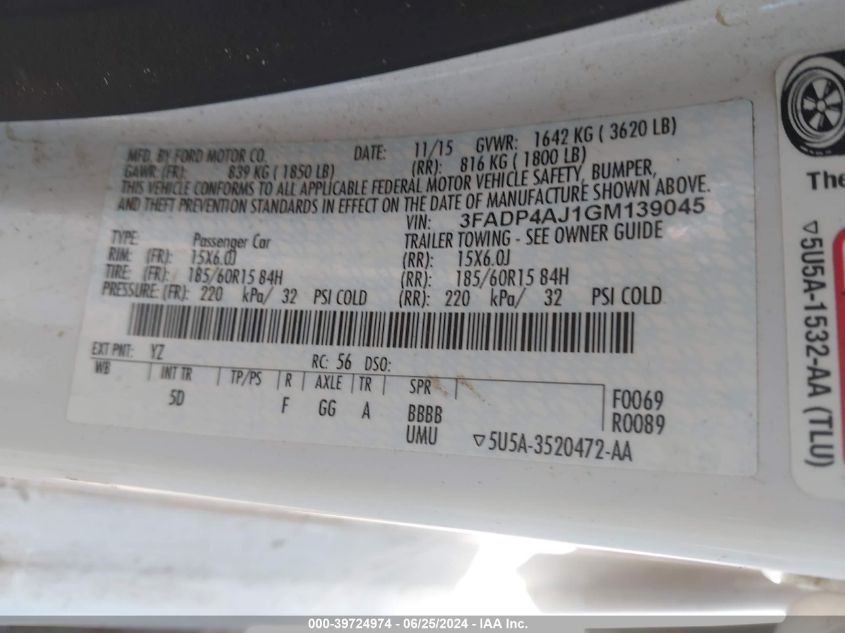 MFD. BY FORD MOTOR CO. DATE: 11/15 GVWR: 1642 KG ( 3620 LB)
GAWR: (FR): 839 KG ( 1850 LB) (RR): 816 KG ( 1800 LB)
THIS VEHICLE CONFORMS TO ALL APPLICABLE FEDERAL MOTOR VEHICLE SAFETY, BUMPER,
AND THEFT PREVENTION STANDARDS IN EFFECT ON THE DATE OF MANUFACTURE SHOWN ABOVE.
VIN: 3FADP4AJ1GM139045
TYPE: Passenger Car TRAILER TOWING - SEE OWNER GUIDE
RIM: (FR): 15X6.0J (RR): 15X6.0J
TIRE: (FR): 185/60R15 84H (RR): 185/60R15 84H
PRESSURE: (FR): 220 kPa/ 32 PSI COLD (RR): 220 kPa/ 32 PSI COLD
EXT PNT: YZ RC: 56 DSO:
WB INT TR TP/PS R AXLE TR SPR
5D F GG A BBBB
UMU
F0069
R0089
▽5U5A-3520472-AA
The
▽5U5A-1532-AA (TLU)
000-39724974 - 06/25/2024 - IAA Inc.